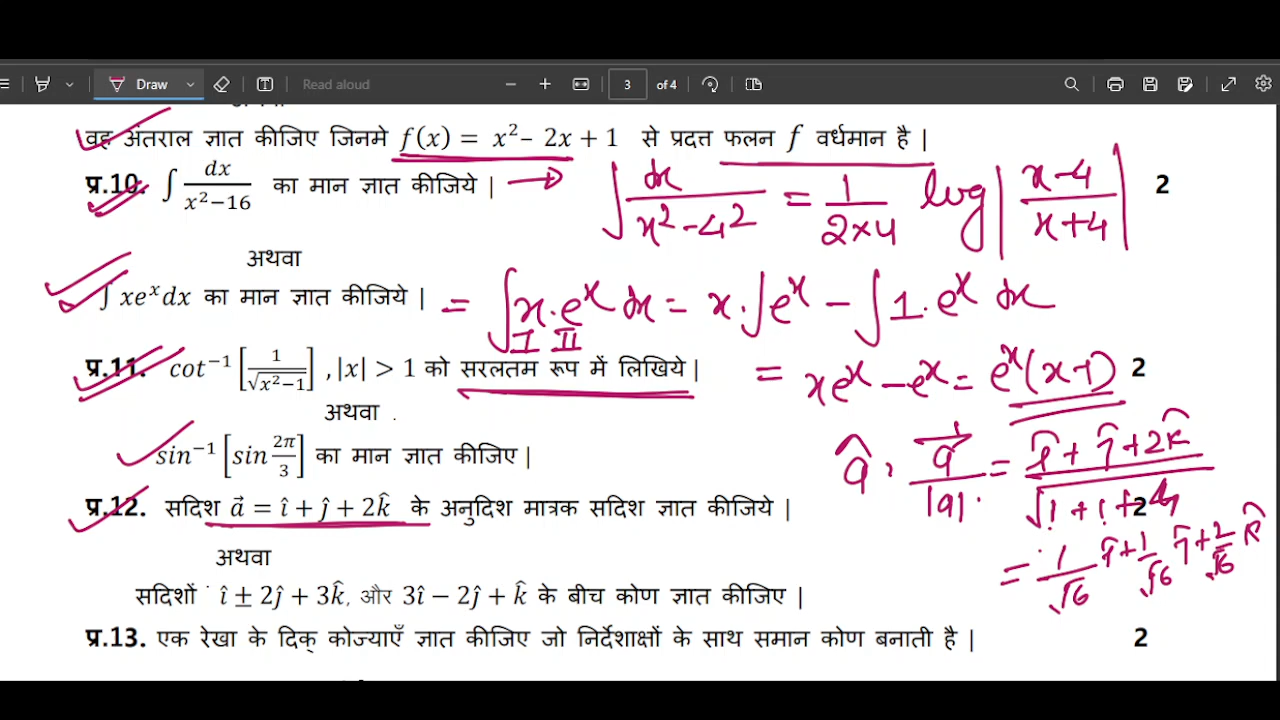 Draw Read aloud 3 of 4
वह अंतराल ज्ञात कीजिए जिनमे f(x) = x² – 2x + 1 से प्रदत्त फलन f वर्धमान है |
प्र.10. ∫ dx/(x²−16) का मान ज्ञात कीजिये | → ∫ dx/(x²−4²) = 1/(2×4) log |(x−4)/(x+4)| 2
अथवा
∫ xeˣdx का मान ज्ञात कीजिये | = ∫ x·eˣ dx = x·∫eˣ − ∫1·eˣ dx
I II
प्र.11. cot⁻¹ [1/√(x²−1)] , |x| > 1 को सरलतम रूप में लिखिये | = xeˣ − eˣ = eˣ(x−1) 2
अथवा .
sin⁻¹ [sin 2π/3] का मान ज्ञात कीजिए | â = a⃗/|a| = (î + ĵ + 2k̂)/√(1+1+4)
प्र.12. सदिश a⃗ = î + ĵ + 2k̂ के अनुदिश मात्रक सदिश ज्ञात कीजिये | 2
अथवा = 1/√6 î + 1/√6 ĵ + 2/√6 k̂
सदिशों î ± 2ĵ + 3k̂, और 3î − 2ĵ + k̂ के बीच कोण ज्ञात कीजिए |
प्र.13. एक रेखा के दिक् कोज्याएँ ज्ञात कीजिए जो निर्देशाक्षों के साथ समान कोण बनाती है | 2